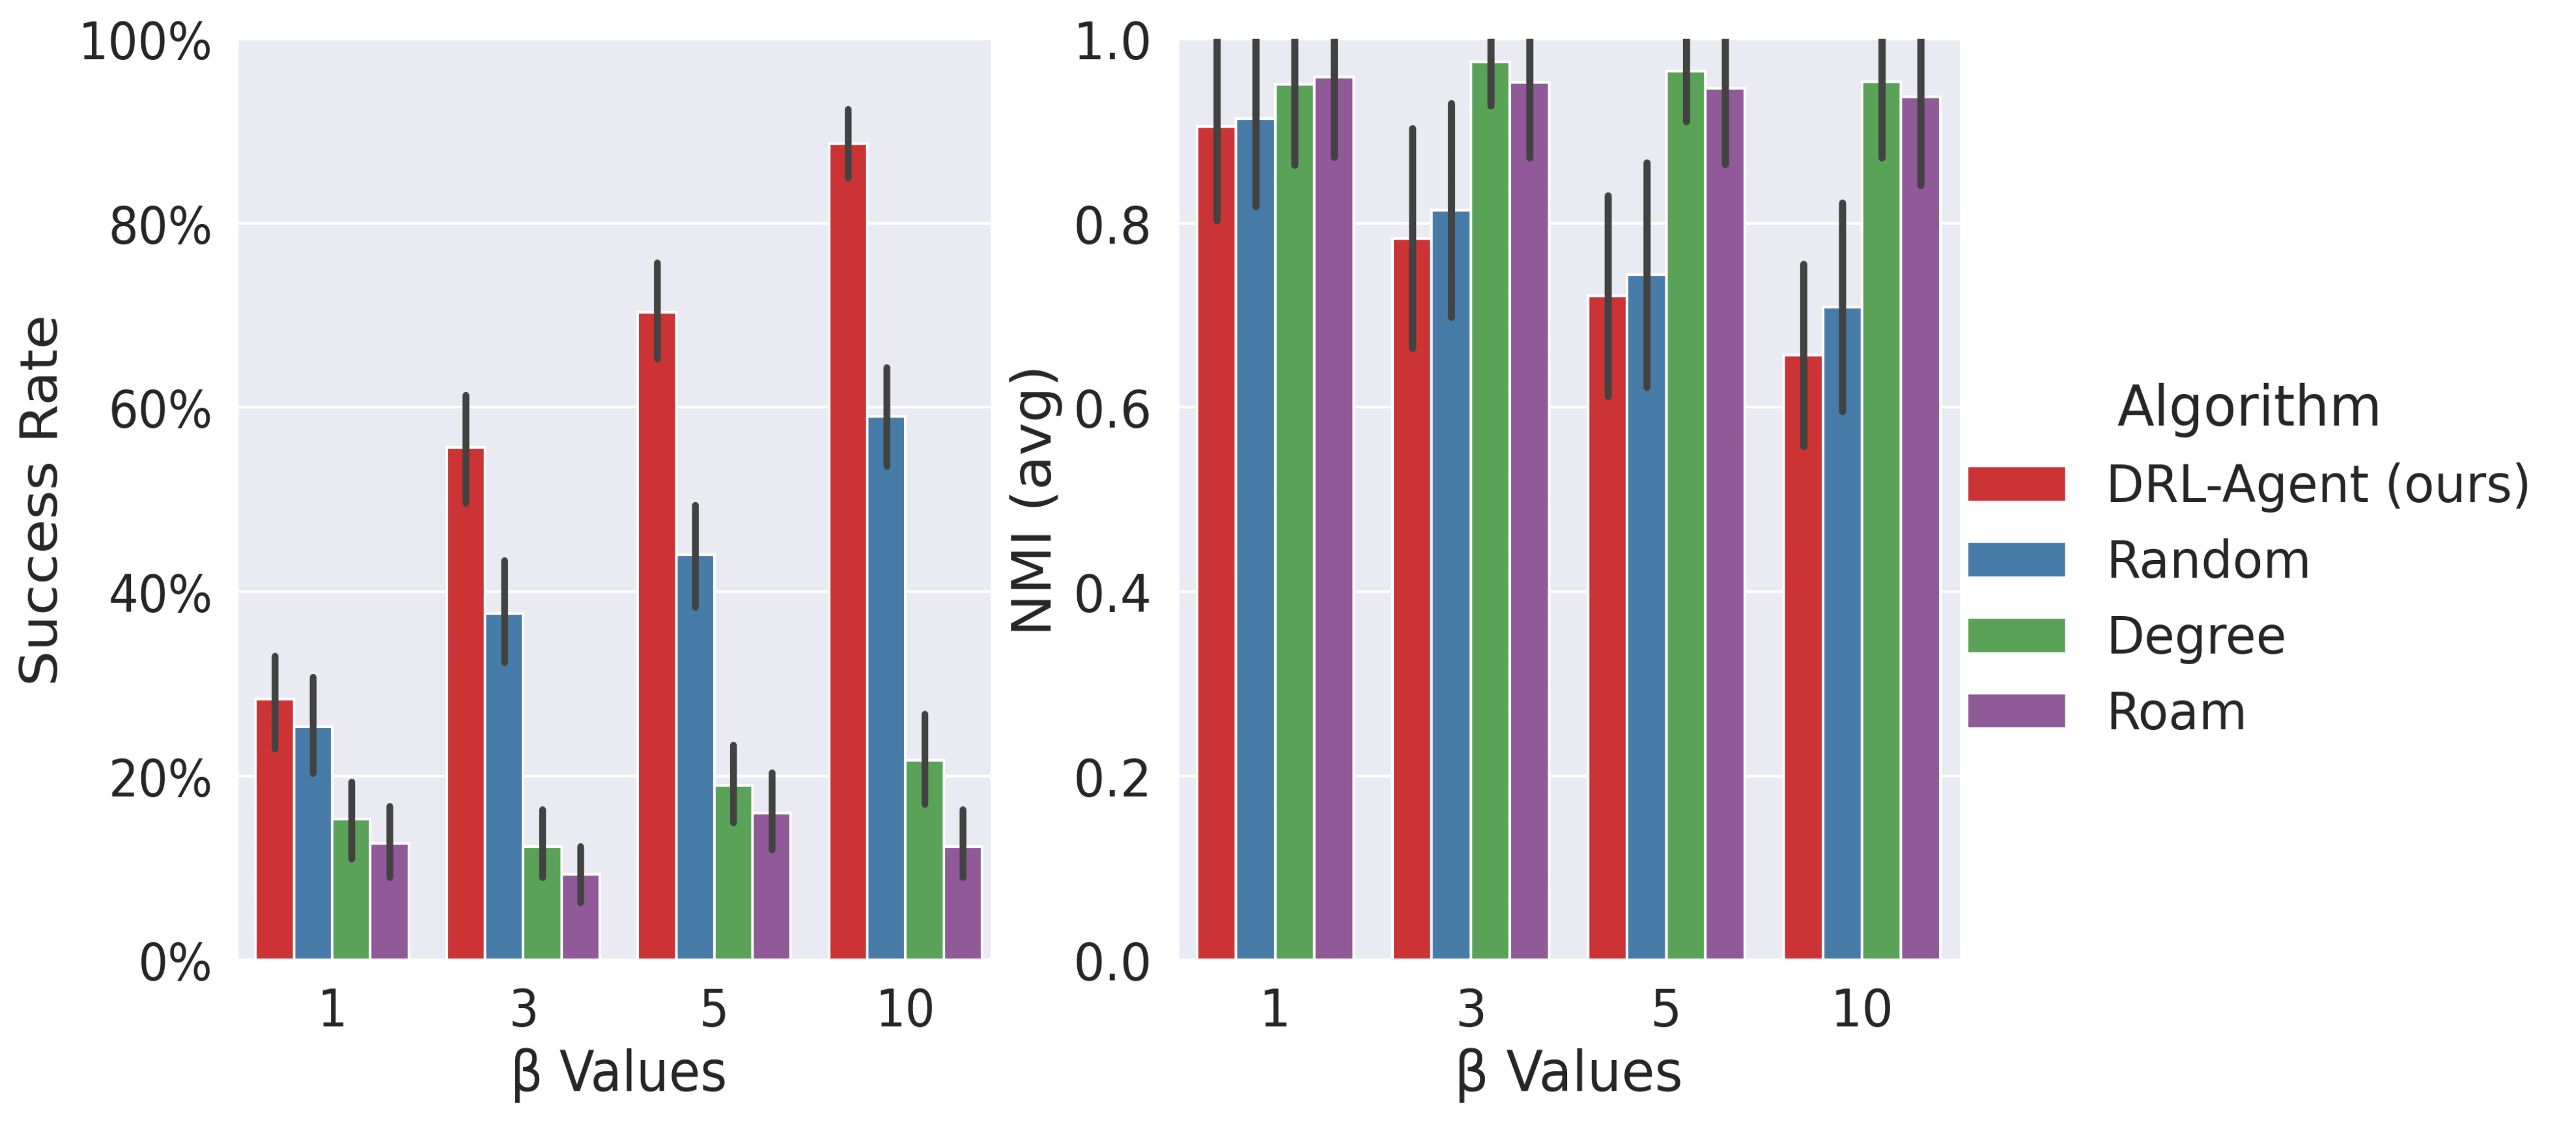 100%
80%
60%
40%
20%
0%
Success Rate
1 3 5 10
β Values
1.0
0.8
0.6
0.4
0.2
0.0
NMI (avg)
1 3 5 10
β Values
Algorithm
DRL-Agent (ours)
Random
Degree
Roam